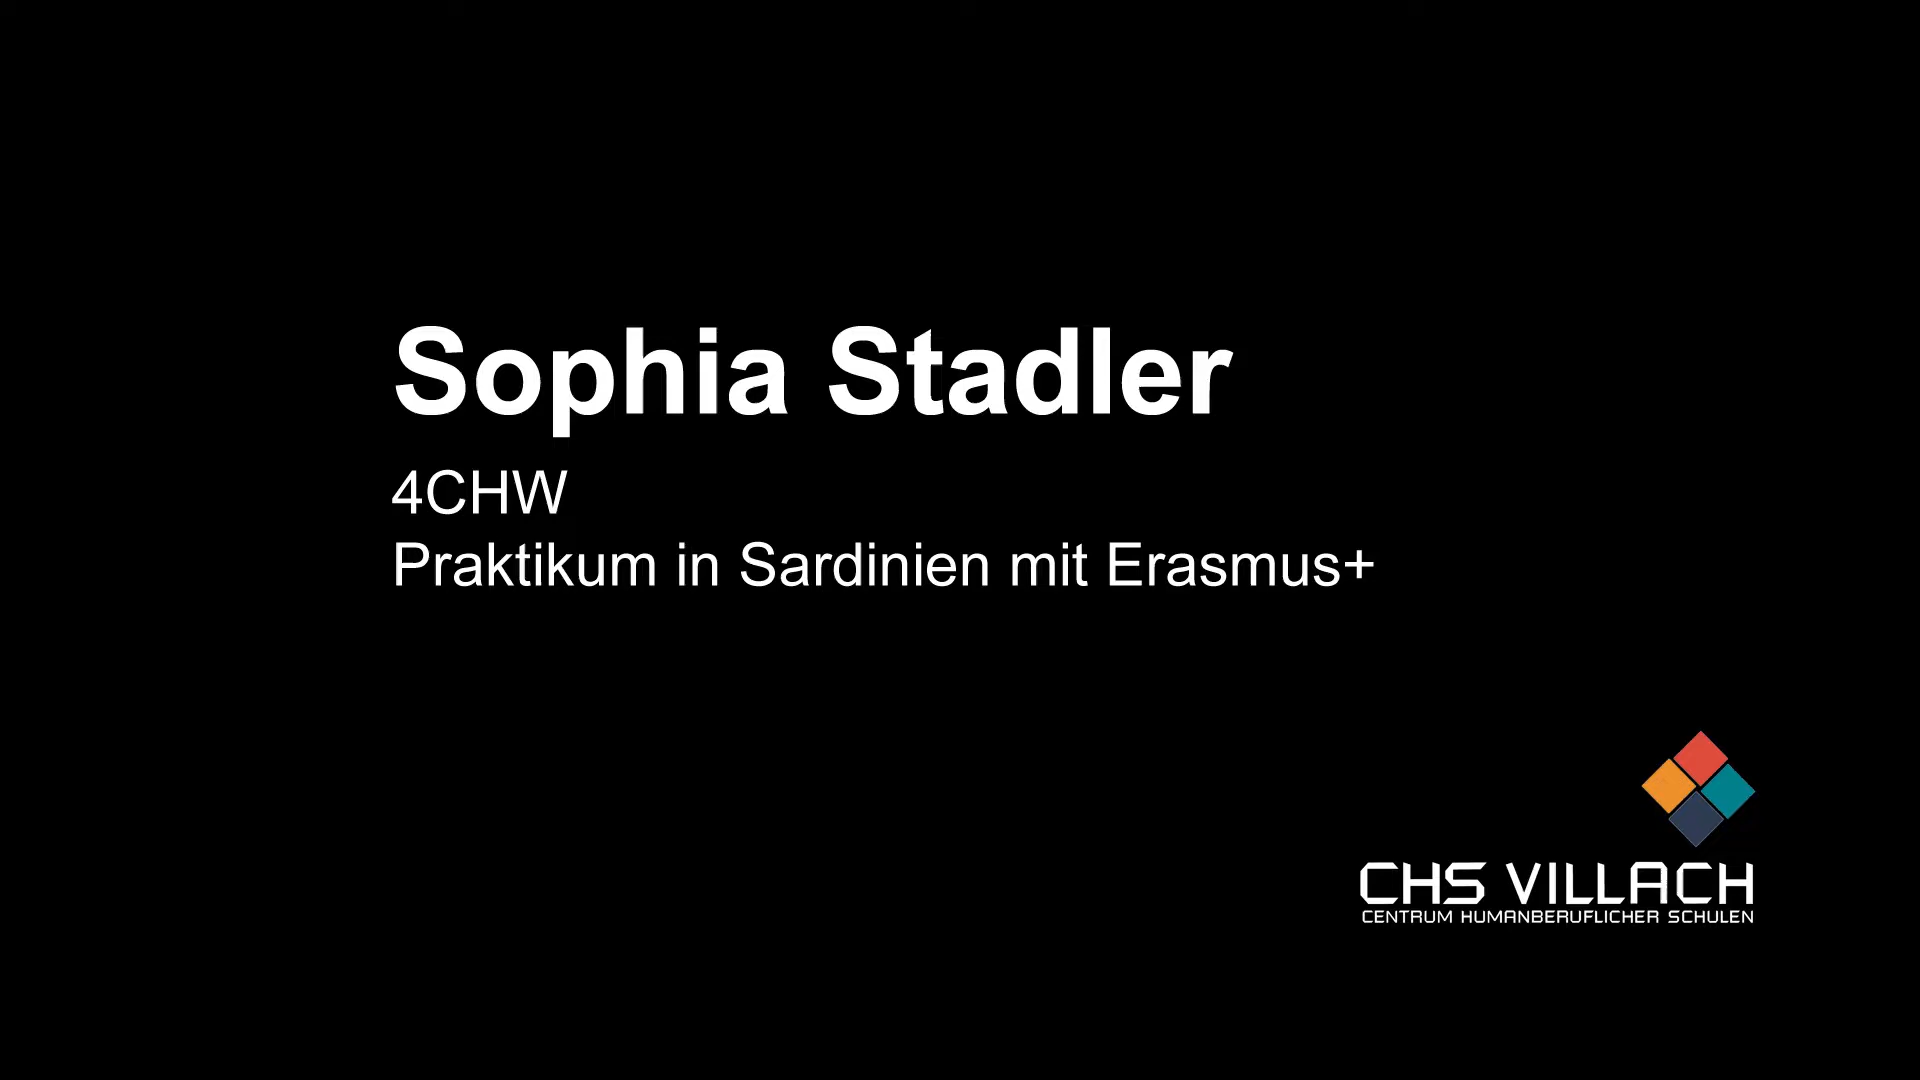 Sophia Stadler
4CHW
Praktikum in Sardinien mit Erasmus+
CHS VILLACH
CENTRUM HUMANBERUFLICHER SCHULEN